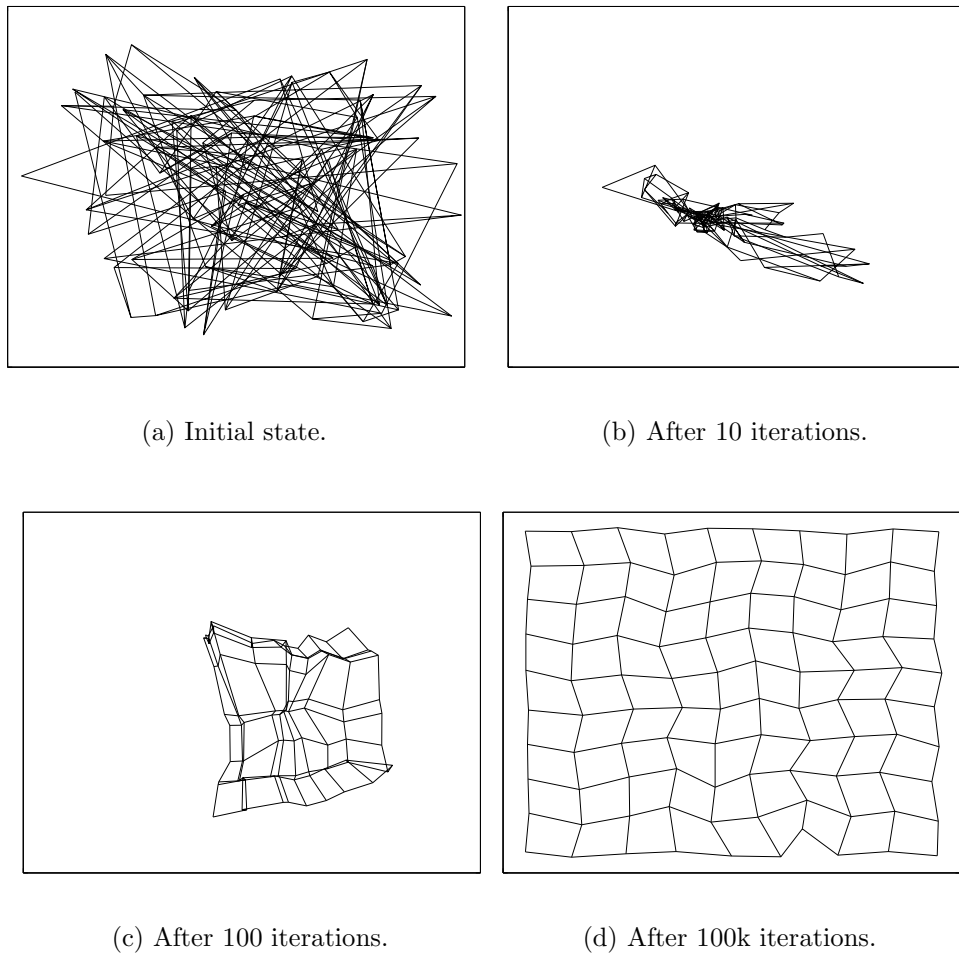 (a) Initial state.
(b) After 10 iterations.
(c) After 100 iterations.
(d) After 100k iterations.